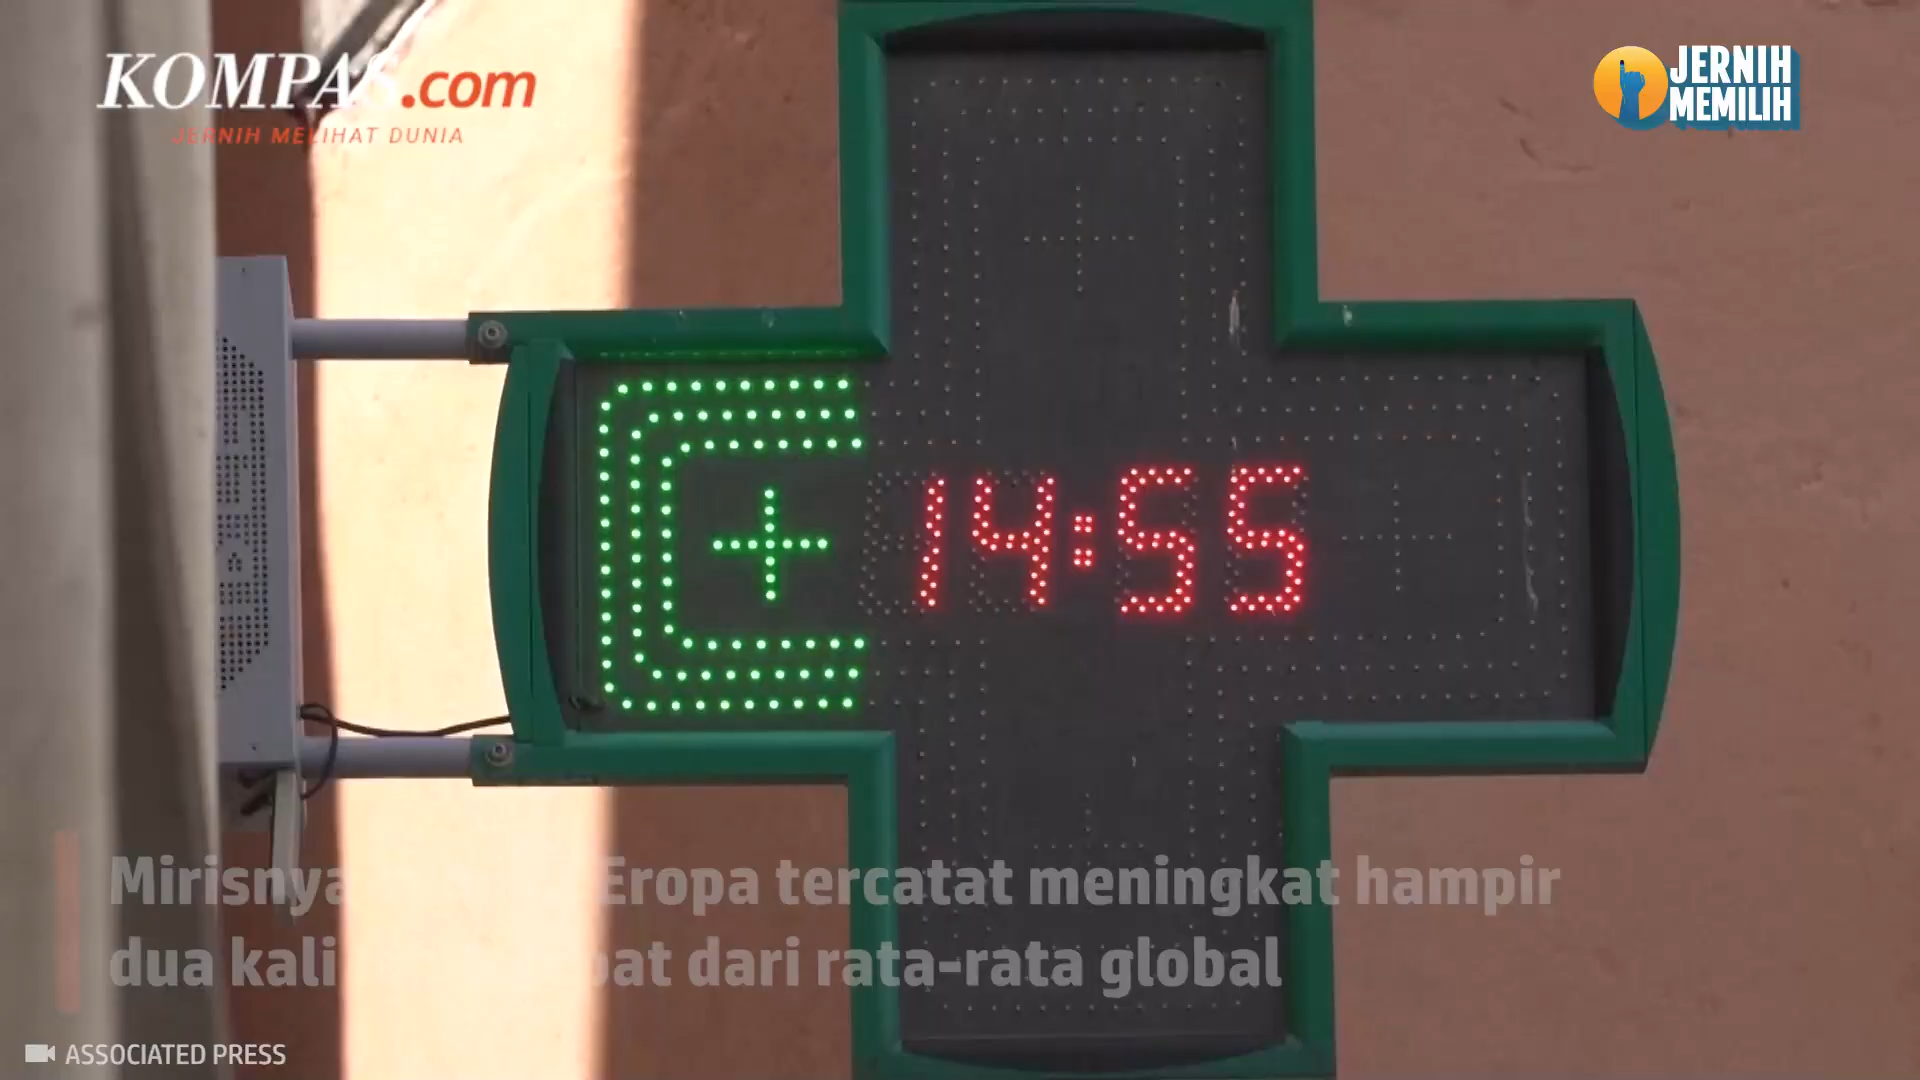 KOMPAS.com
JERNIH MELIHAT DUNIA
JERNIH
MEMILIH
14:55
Mirisnya Eropa tercatat meningkat hampir
dua kali dari rata-rata global
ASSOCIATED PRESS